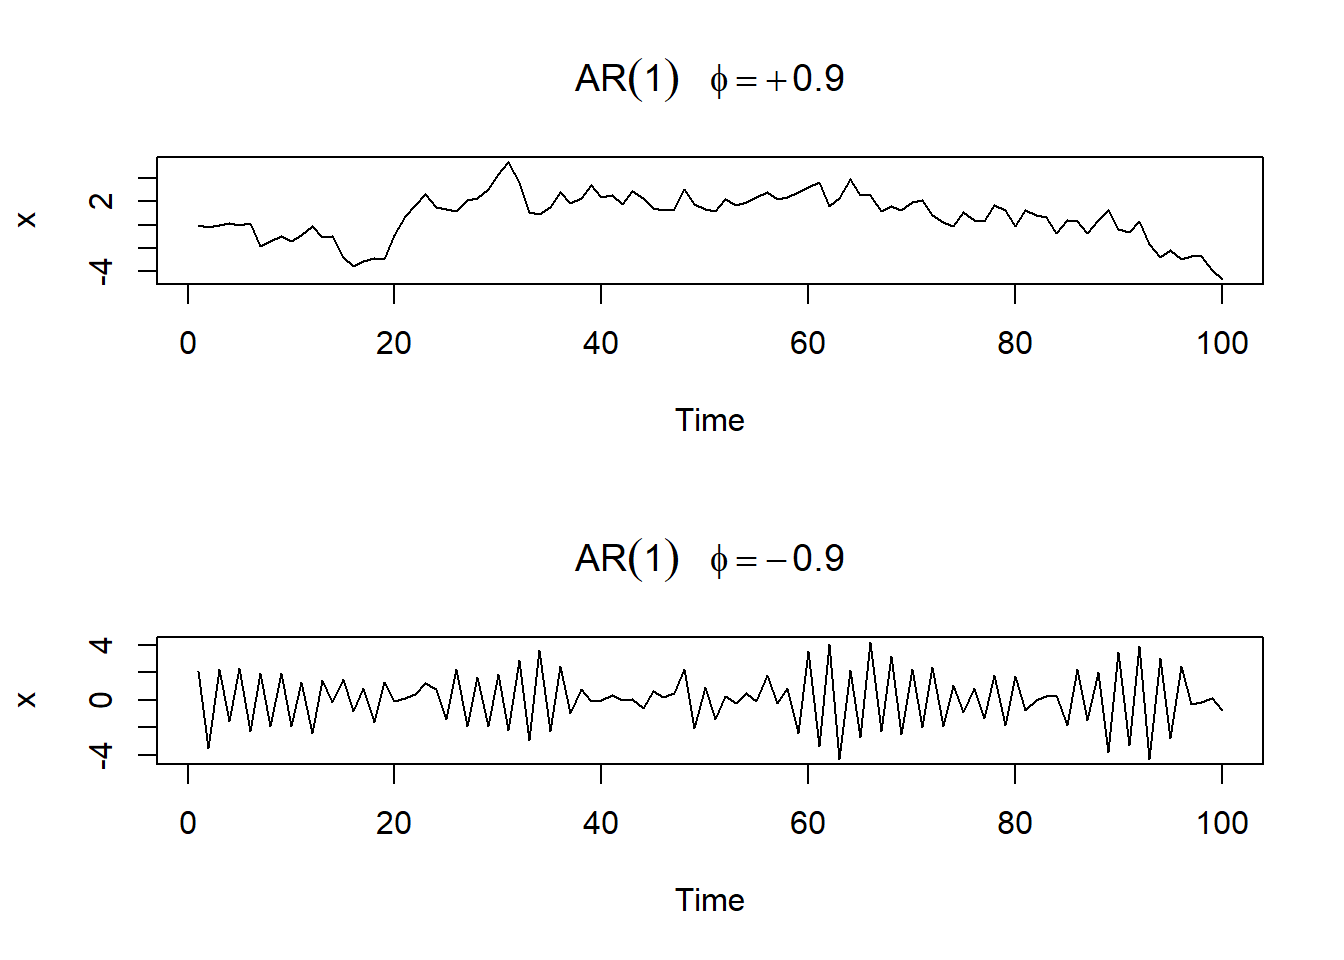 AR(1) ϕ = +0.9
x
2
-4
0 20 40 60 80 100
Time
AR(1) ϕ = −0.9
x
4
0
-4
0 20 40 60 80 100
Time